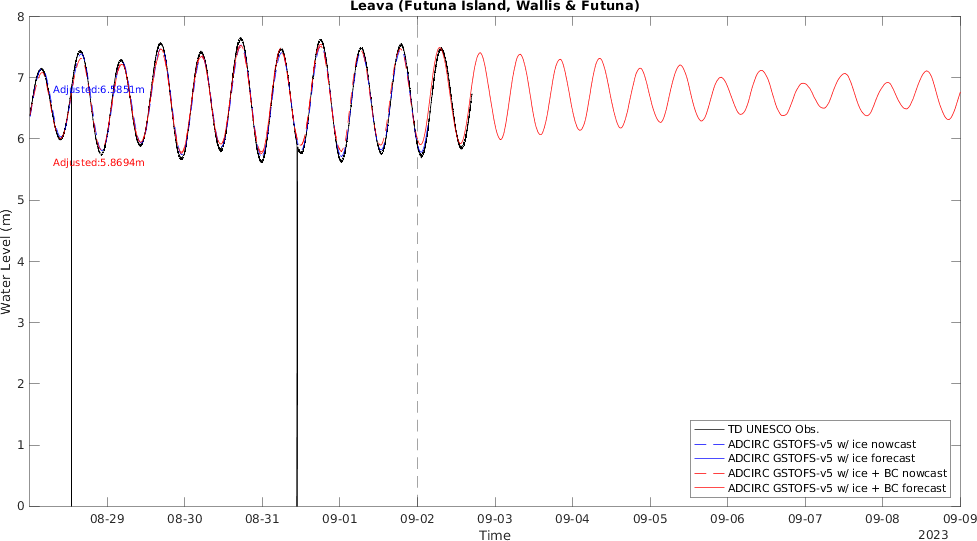 Leava (Futuna Island, Wallis & Futuna)
8
7
6
5
4
3
2
1
0
Water Level (m)
Adjusted:6.5851m
Adjusted:5.8694m
TD UNESCO Obs.
ADCIRC GSTOFS-v5 w/ ice nowcast
ADCIRC GSTOFS-v5 w/ ice forecast
ADCIRC GSTOFS-v5 w/ ice + BC nowcast
ADCIRC GSTOFS-v5 w/ ice + BC forecast
08-29 08-30 08-31 09-01 09-02 09-03 09-04 09-05 09-06 09-07 09-08 09-09
Time
2023